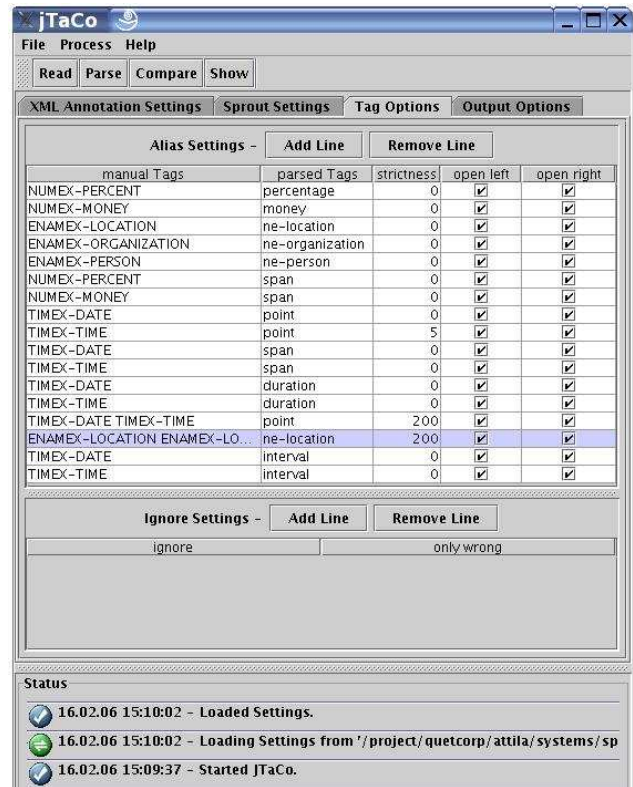 jTaCo
File Process Help
Read Parse Compare Show
XML Annotation Settings Sprout Settings Tag Options Output Options
Alias Settings – Add Line Remove Line
manual Tags parsed Tags strictness open left open right
NUMEX-PERCENT percentage 0
NUMEX-MONEY money 0
ENAMEX-LOCATION ne-location 0
ENAMEX-ORGANIZATION ne-organization 0
ENAMEX-PERSON ne-person 0
NUMEX-PERCENT span 0
NUMEX-MONEY span 0
TIMEX-DATE point 0
TIMEX-TIME point 5
TIMEX-DATE span 0
TIMEX-TIME span 0
TIMEX-DATE duration 0
TIMEX-TIME duration 0
TIMEX-DATE TIMEX-TIME point 200
ENAMEX-LOCATION ENAMEX-LO... ne-location 200
TIMEX-DATE interval 0
TIMEX-TIME interval 0
Ignore Settings – Add Line Remove Line
ignore only wrong
Status
16.02.06 15:10:02 – Loaded Settings.
16.02.06 15:10:02 – Loading Settings from '/project/quetcorp/attila/systems/sp
16.02.06 15:09:37 – Started JTaCo.